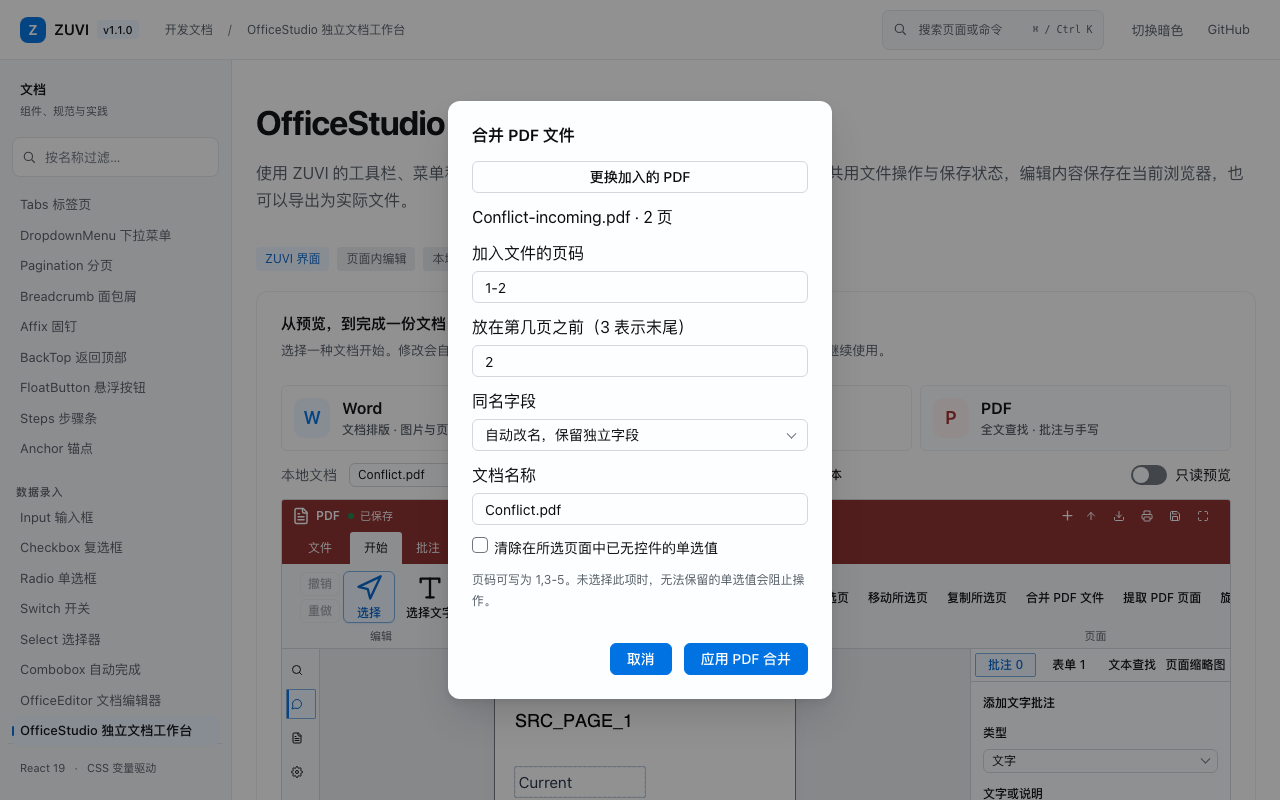 Z ZUVI v1.1.0 开发文档 / OfficeStudio 独立文档工作台 搜索页面或命令 ⌘ / Ctrl K 切换暗色 GitHub
文档
组件、规范与实践
按名称过滤...
Tabs 标签页
DropdownMenu 下拉菜单
Pagination 分页
Breadcrumb 面包屑
Affix 固钉
BackTop 返回顶部
FloatButton 悬浮按钮
Steps 步骤条
Anchor 锚点
数据录入
Input 输入框
Checkbox 复选框
Radio 单选框
Switch 开关
Select 选择器
Combobox 自动完成
OfficeEditor 文档编辑器
OfficeStudio 独立文档工作台
React 19 · CSS 变量驱动
OfficeStudio
使用 ZUVI 的工具栏、菜单 共用文件操作与保存状态，编辑内容保存在当前浏览器，也
可以导出为实际文件。
ZUVI 界面 页面内编辑
从预览，到完成一份文档
选择一种文档开始。修改会自 继续使用。
W Word
文档排版 · 图片与页
P PDF
全文查找 · 批注与手写
本地文档 Conflict.pdf 本 只读预览
PDF 已保存
文件 开始 批注
撤销 重做 选择 选择文字
编辑
选页 移动所选页 复制所选页 合并 PDF 文件 提取 PDF 页面 旋
页面
批注 0 表单 1 文本查找 页面缩略图
添加文字批注
类型
文字
文字或说明
SRC_PAGE_1
Current
合并 PDF 文件
更换加入的 PDF
Conflict-incoming.pdf · 2 页
加入文件的页码
1-2
放在第几页之前（3 表示末尾）
2
同名字段
自动改名，保留独立字段
文档名称
Conflict.pdf
清除在所选页面中已无控件的单选值
页码可写为 1,3-5。未选择此项时，无法保留的单选值会阻止操
作。
取消 应用 PDF 合并